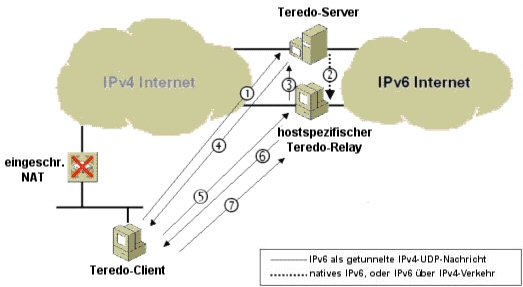 Teredo-Server
IPv4 Internet
IPv6 Internet
1
2
3
hostspezifischer
Teredo-Relay
4
eingeschr.
NAT
6
5
7
Teredo-Client
IPv6 als getunnelte IPv4-UDP-Nachricht
natives IPv6, oder IPv6 über IPv4-Verkehr